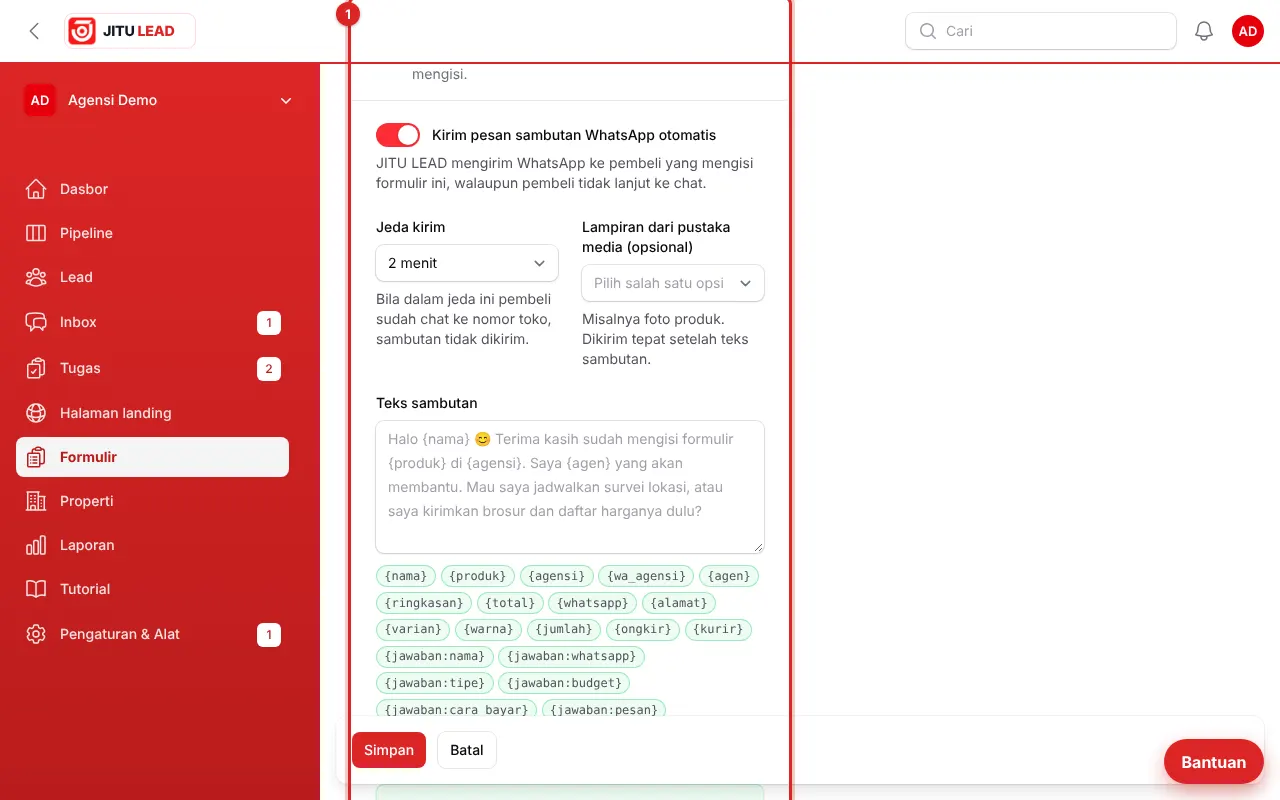 1
JITU LEAD
Cari
AD
AD
Agensi Demo
Dasbor
Pipeline
Lead
Inbox
1
Tugas
2
Halaman landing
Formulir
Properti
Laporan
Tutorial
Pengaturan & Alat
1
mengisi.
Kirim pesan sambutan WhatsApp otomatis
JITU LEAD mengirim WhatsApp ke pembeli yang mengisi
formulir ini, walaupun pembeli tidak lanjut ke chat.
Jeda kirim
2 menit
Bila dalam jeda ini pembeli
sudah chat ke nomor toko,
sambutan tidak dikirim.
Lampiran dari pustaka
media (opsional)
Pilih salah satu opsi
Misalnya foto produk.
Dikirim tepat setelah teks
sambutan.
Teks sambutan
Halo {nama} 😊 Terima kasih sudah mengisi formulir
{produk} di {agensi}. Saya {agen} yang akan
membantu. Mau saya jadwalkan survei lokasi, atau
saya kirimkan brosur dan daftar harganya dulu?
{nama} {produk} {agensi} {wa_agensi} {agen}
{ringkasan} {total} {whatsapp} {alamat}
{varian} {warna} {jumlah} {ongkir} {kurir}
{jawaban:nama} {jawaban:whatsapp}
{jawaban:tipe} {jawaban:budget}
{jawaban:cara_bayar} {jawaban:pesan}
Simpan
Batal
Bantuan